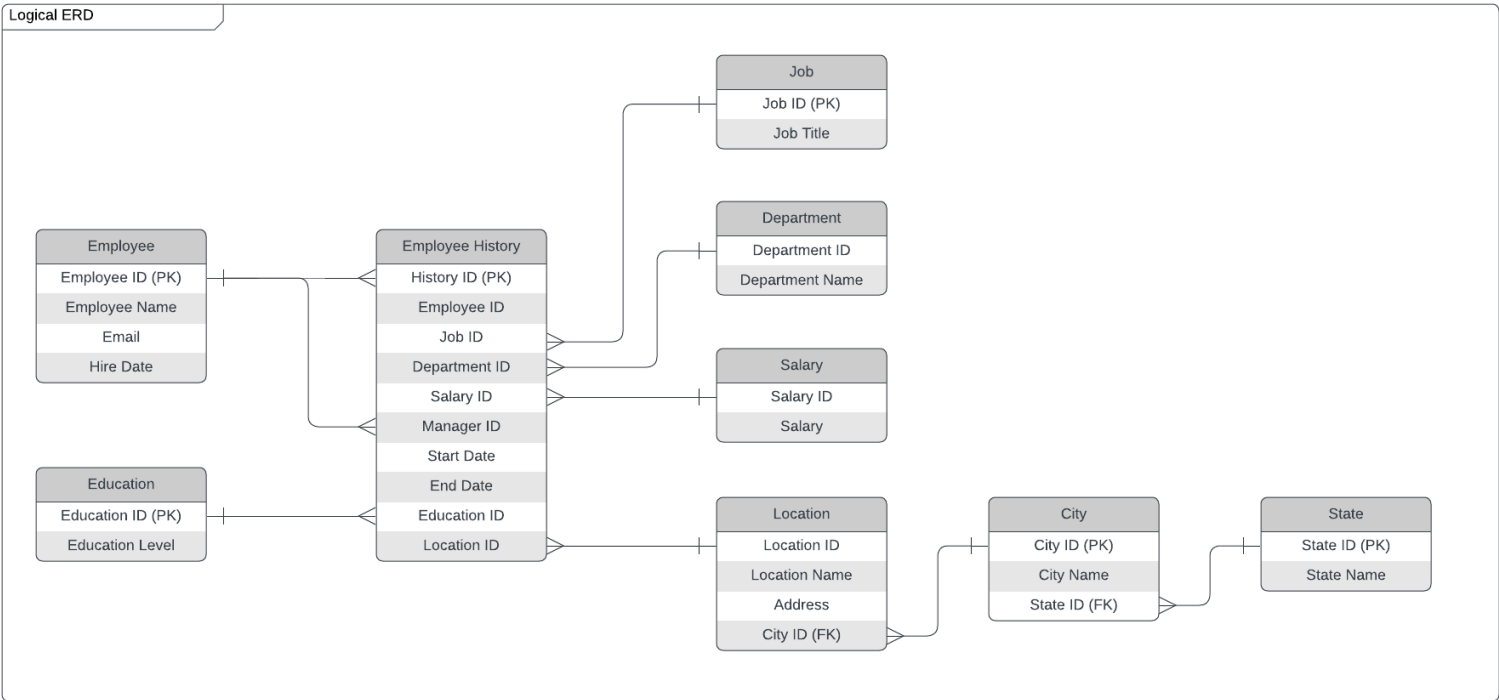 Logical ERD
Job
Job ID (PK)
Job Title
Department
Department ID
Department Name
Employee
Employee ID (PK)
Employee Name
Email
Hire Date
Employee History
History ID (PK)
Employee ID
Job ID
Department ID
Salary ID
Manager ID
Start Date
End Date
Education ID
Location ID
Salary
Salary ID
Salary
Education
Education ID (PK)
Education Level
Location
Location ID
Location Name
Address
City ID (FK)
City
City ID (PK)
City Name
State ID (FK)
State
State ID (PK)
State Name